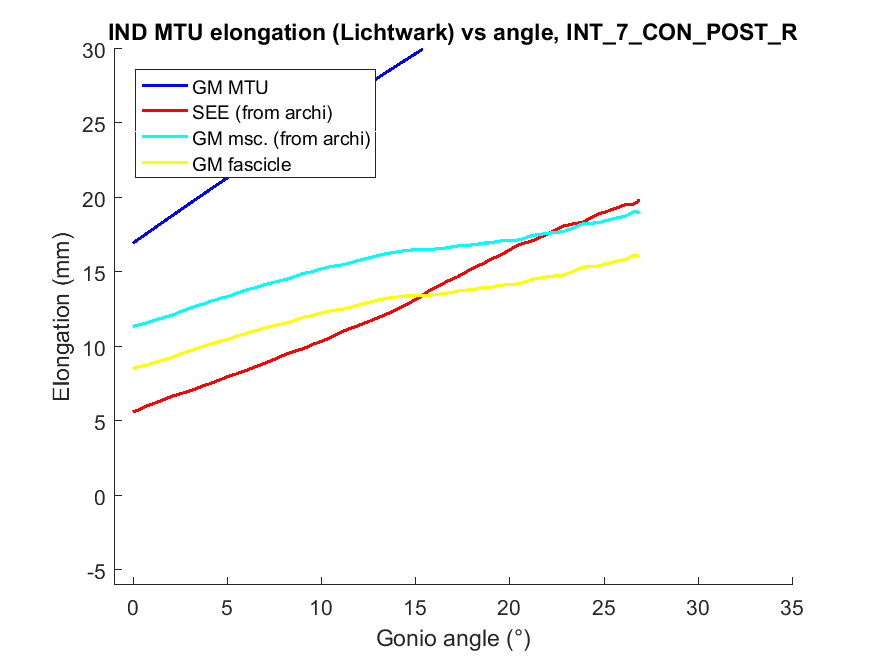 IND MTU elongation (Lichtwark) vs angle, INT_7_CON_POST_R
30
25
20
15
10
5
0
-5
Elongation (mm)
GM MTU
SEE (from archi)
GM msc. (from archi)
GM fascicle
0 5 10 15 20 25 30 35
Gonio angle (°)